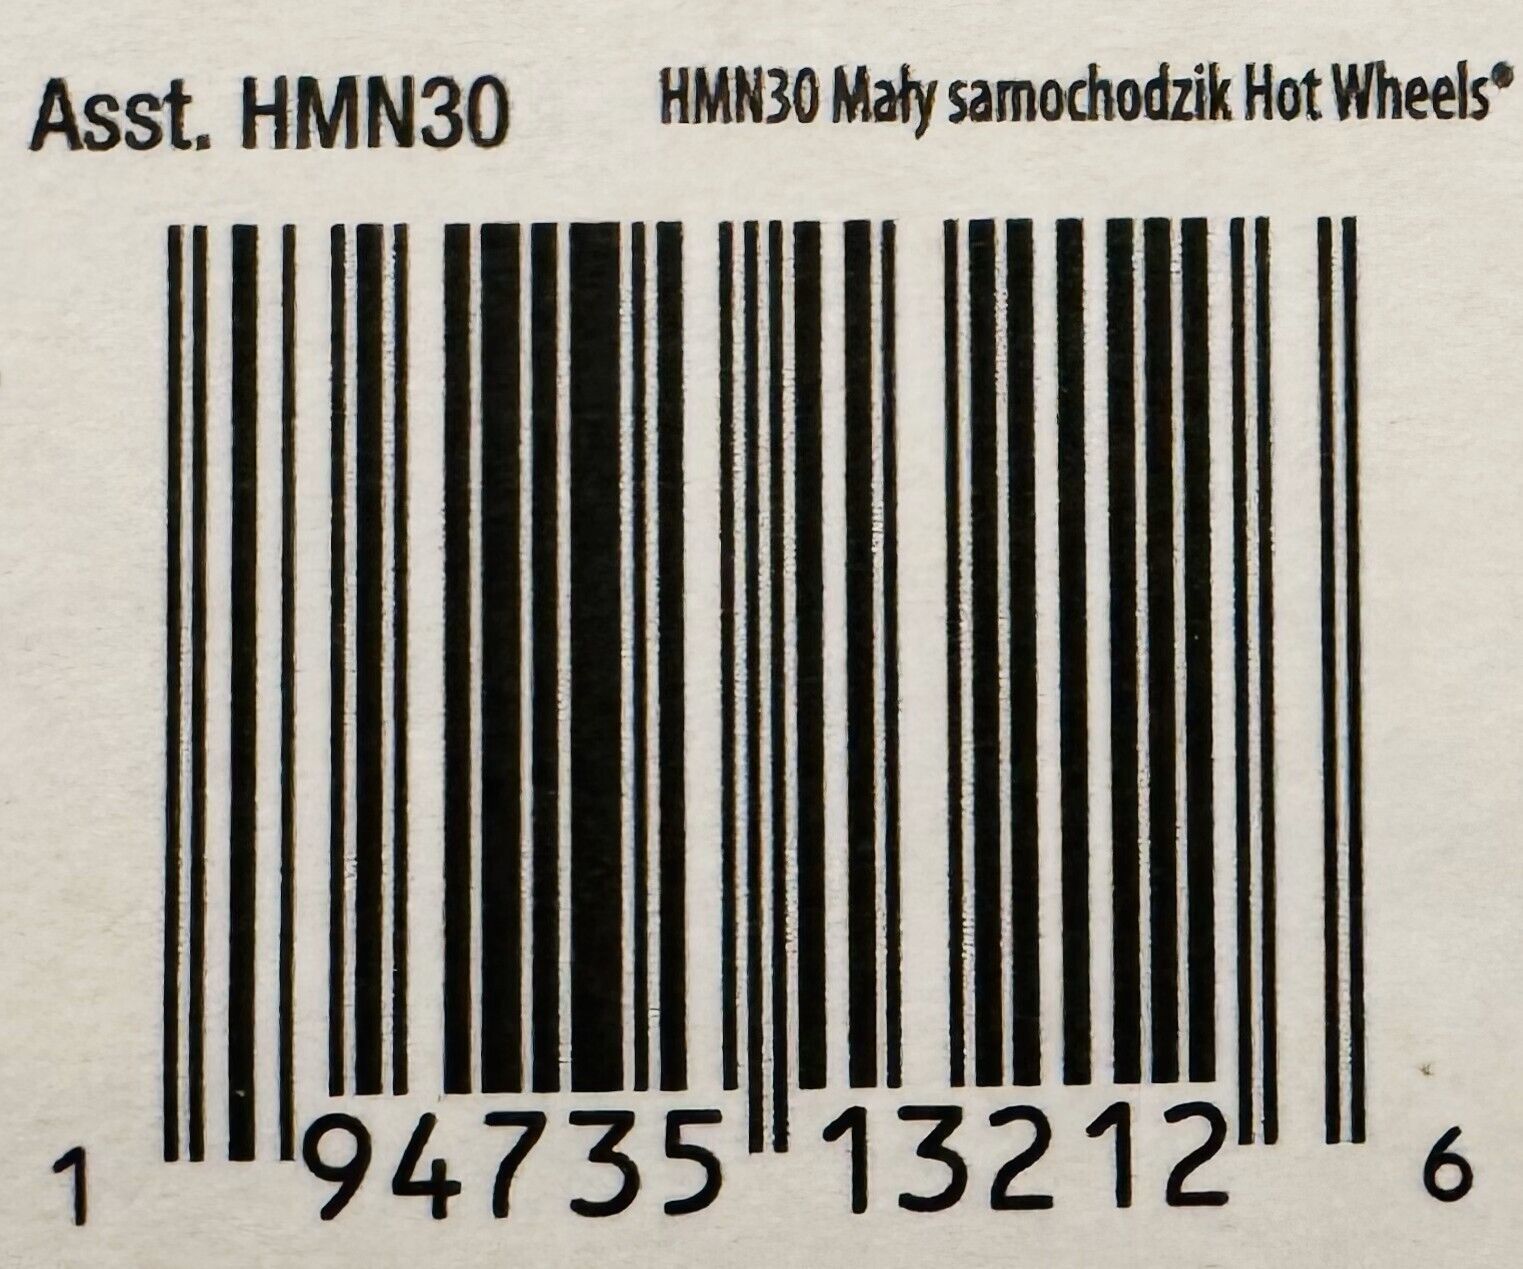 Asst. HMN30
HMN30 Mały samochodzik Hot Wheels®
1 94735 13212 6